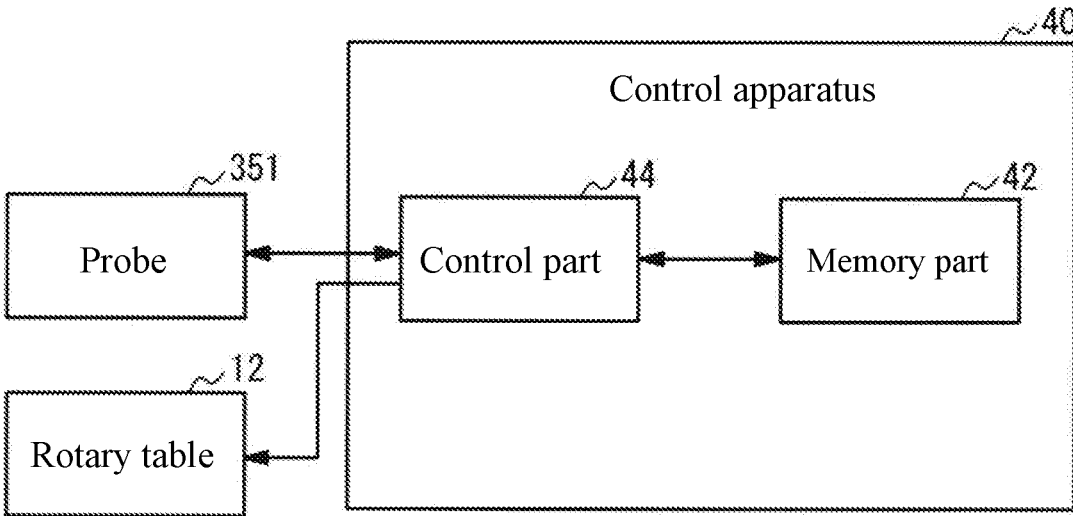 40
Control apparatus
351
44
42
Probe
Control part
Memory part
12
Rotary table